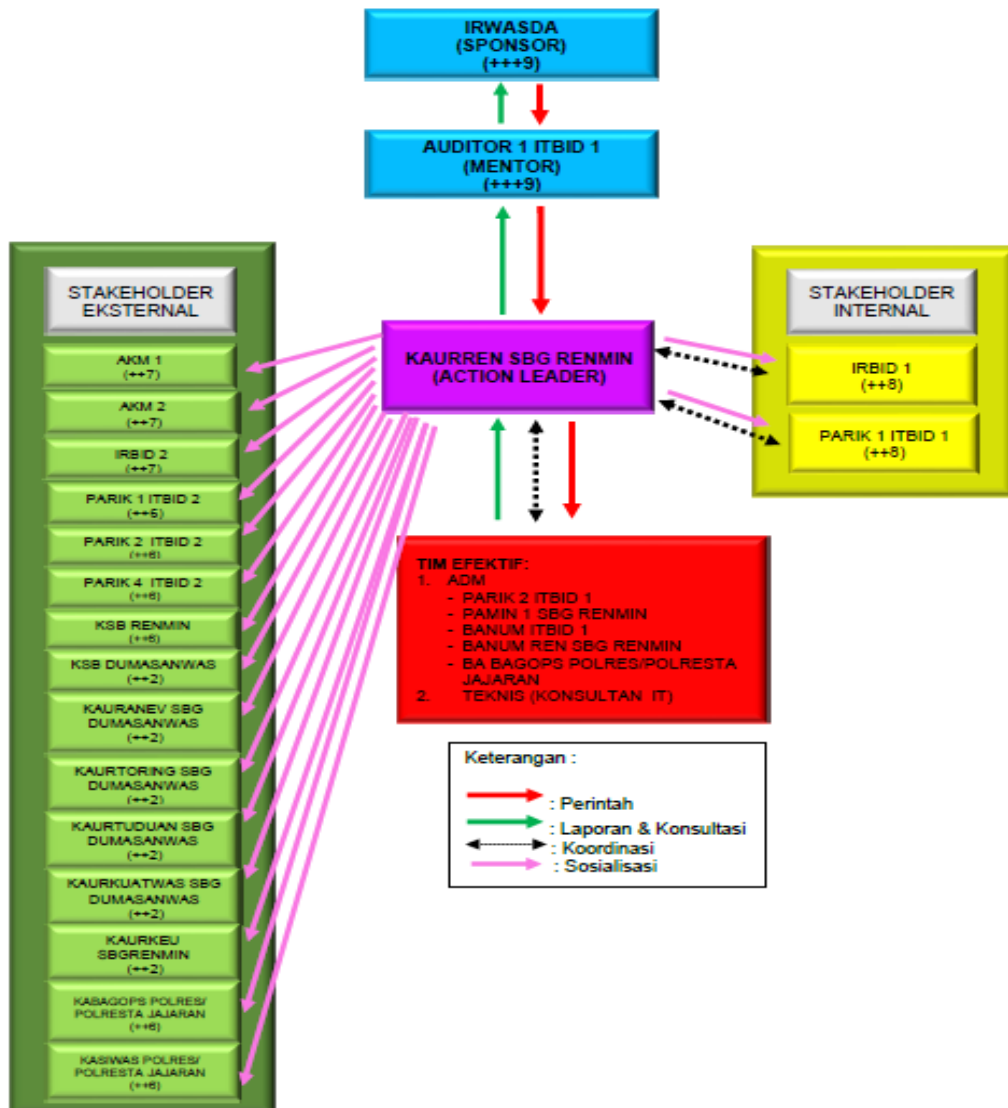 IRWASDA
(SPONSOR)
(+++9)
AUDITOR 1 ITBID 1
(MENTOR)
(+++9)
STAKEHOLDER
EKSTERNAL
AKM 1
(++7)
AKM 2
(++7)
IRBID 2
(++7)
PARIK 1 ITBID 2
(++6)
PARIK 2 ITBID 2
(++6)
PARIK 4 ITBID 2
(++6)
KSB RENMIN
(++6)
KSB DUMASANWAS
(++2)
KAURANEV SBG
DUMASANWAS
(++2)
KAURTORING SBG
DUMASANWAS
(++2)
KAURTUDUAN SBG
DUMASANWAS
(++2)
KAURKUATWAS SBG
DUMASANWAS
(++2)
KAURKEU
SBGRENMIN
(++2)
KABAGOPS POLRES/
POLRESTA JAJARAN
(++6)
KASIWAS POLRES/
POLRESTA JAJARAN
(++6)
KAURREN SBG RENMIN
(ACTION LEADER)
STAKEHOLDER
INTERNAL
IRBID 1
(++8)
PARIK 1 ITBID 1
(++8)
TIM EFEKTIF:
1. ADM
- PARIK 2 ITBID 1
- PAMIN 1 SBG RENMIN
- BANUM ITBID 1
- BANUM REN SBG RENMIN
- BA BAGOPS POLRES/POLRESTA
JAJARAN
2. TEKNIS (KONSULTAN IT)
Keterangan :
: Perintah
: Laporan & Konsultasi
: Koordinasi
: Sosialisasi